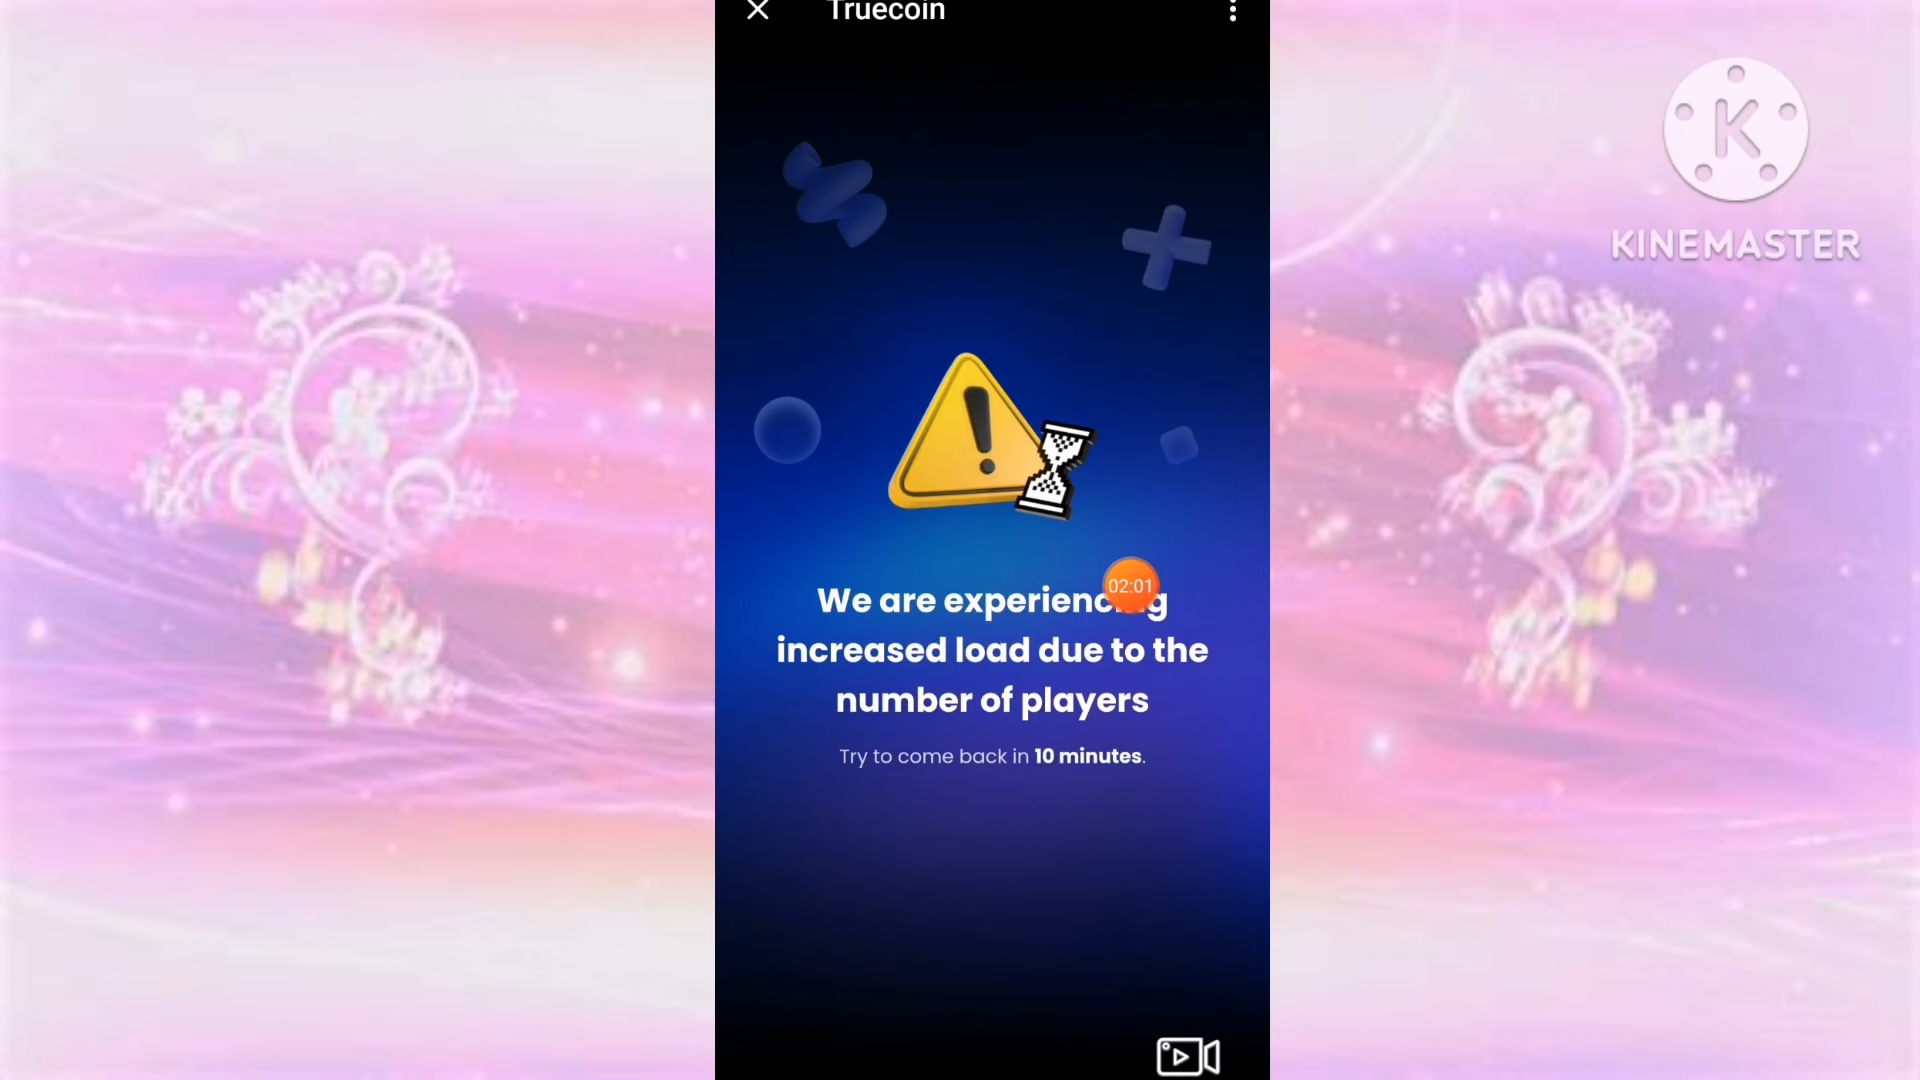 Truecoin
K
KINEMASTER
02:01
We are experiencing
increased load due to the
number of players
Try to come back in 10 minutes.